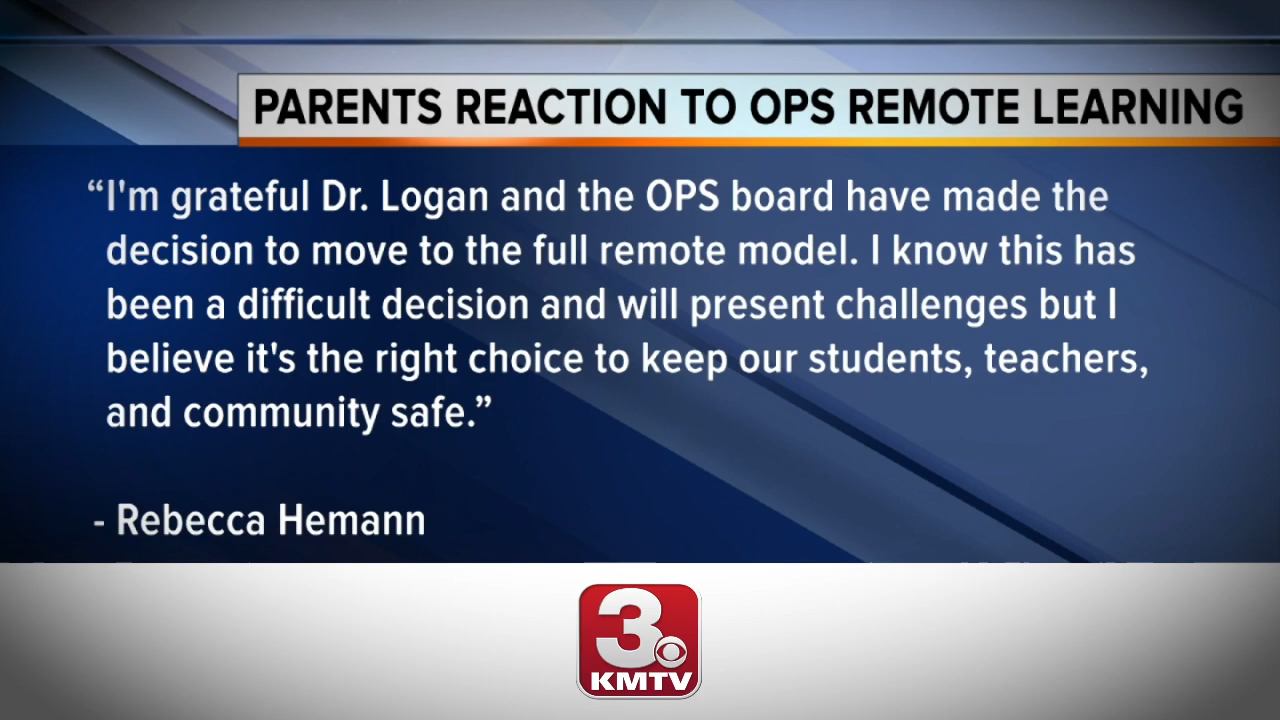 PARENTS REACTION TO OPS REMOTE LEARNING
“I'm grateful Dr. Logan and the OPS board have made the
decision to move to the full remote model. I know this has
been a difficult decision and will present challenges but I
believe it's the right choice to keep our students, teachers,
and community safe.”
- Rebecca Hemann
3
KMTV